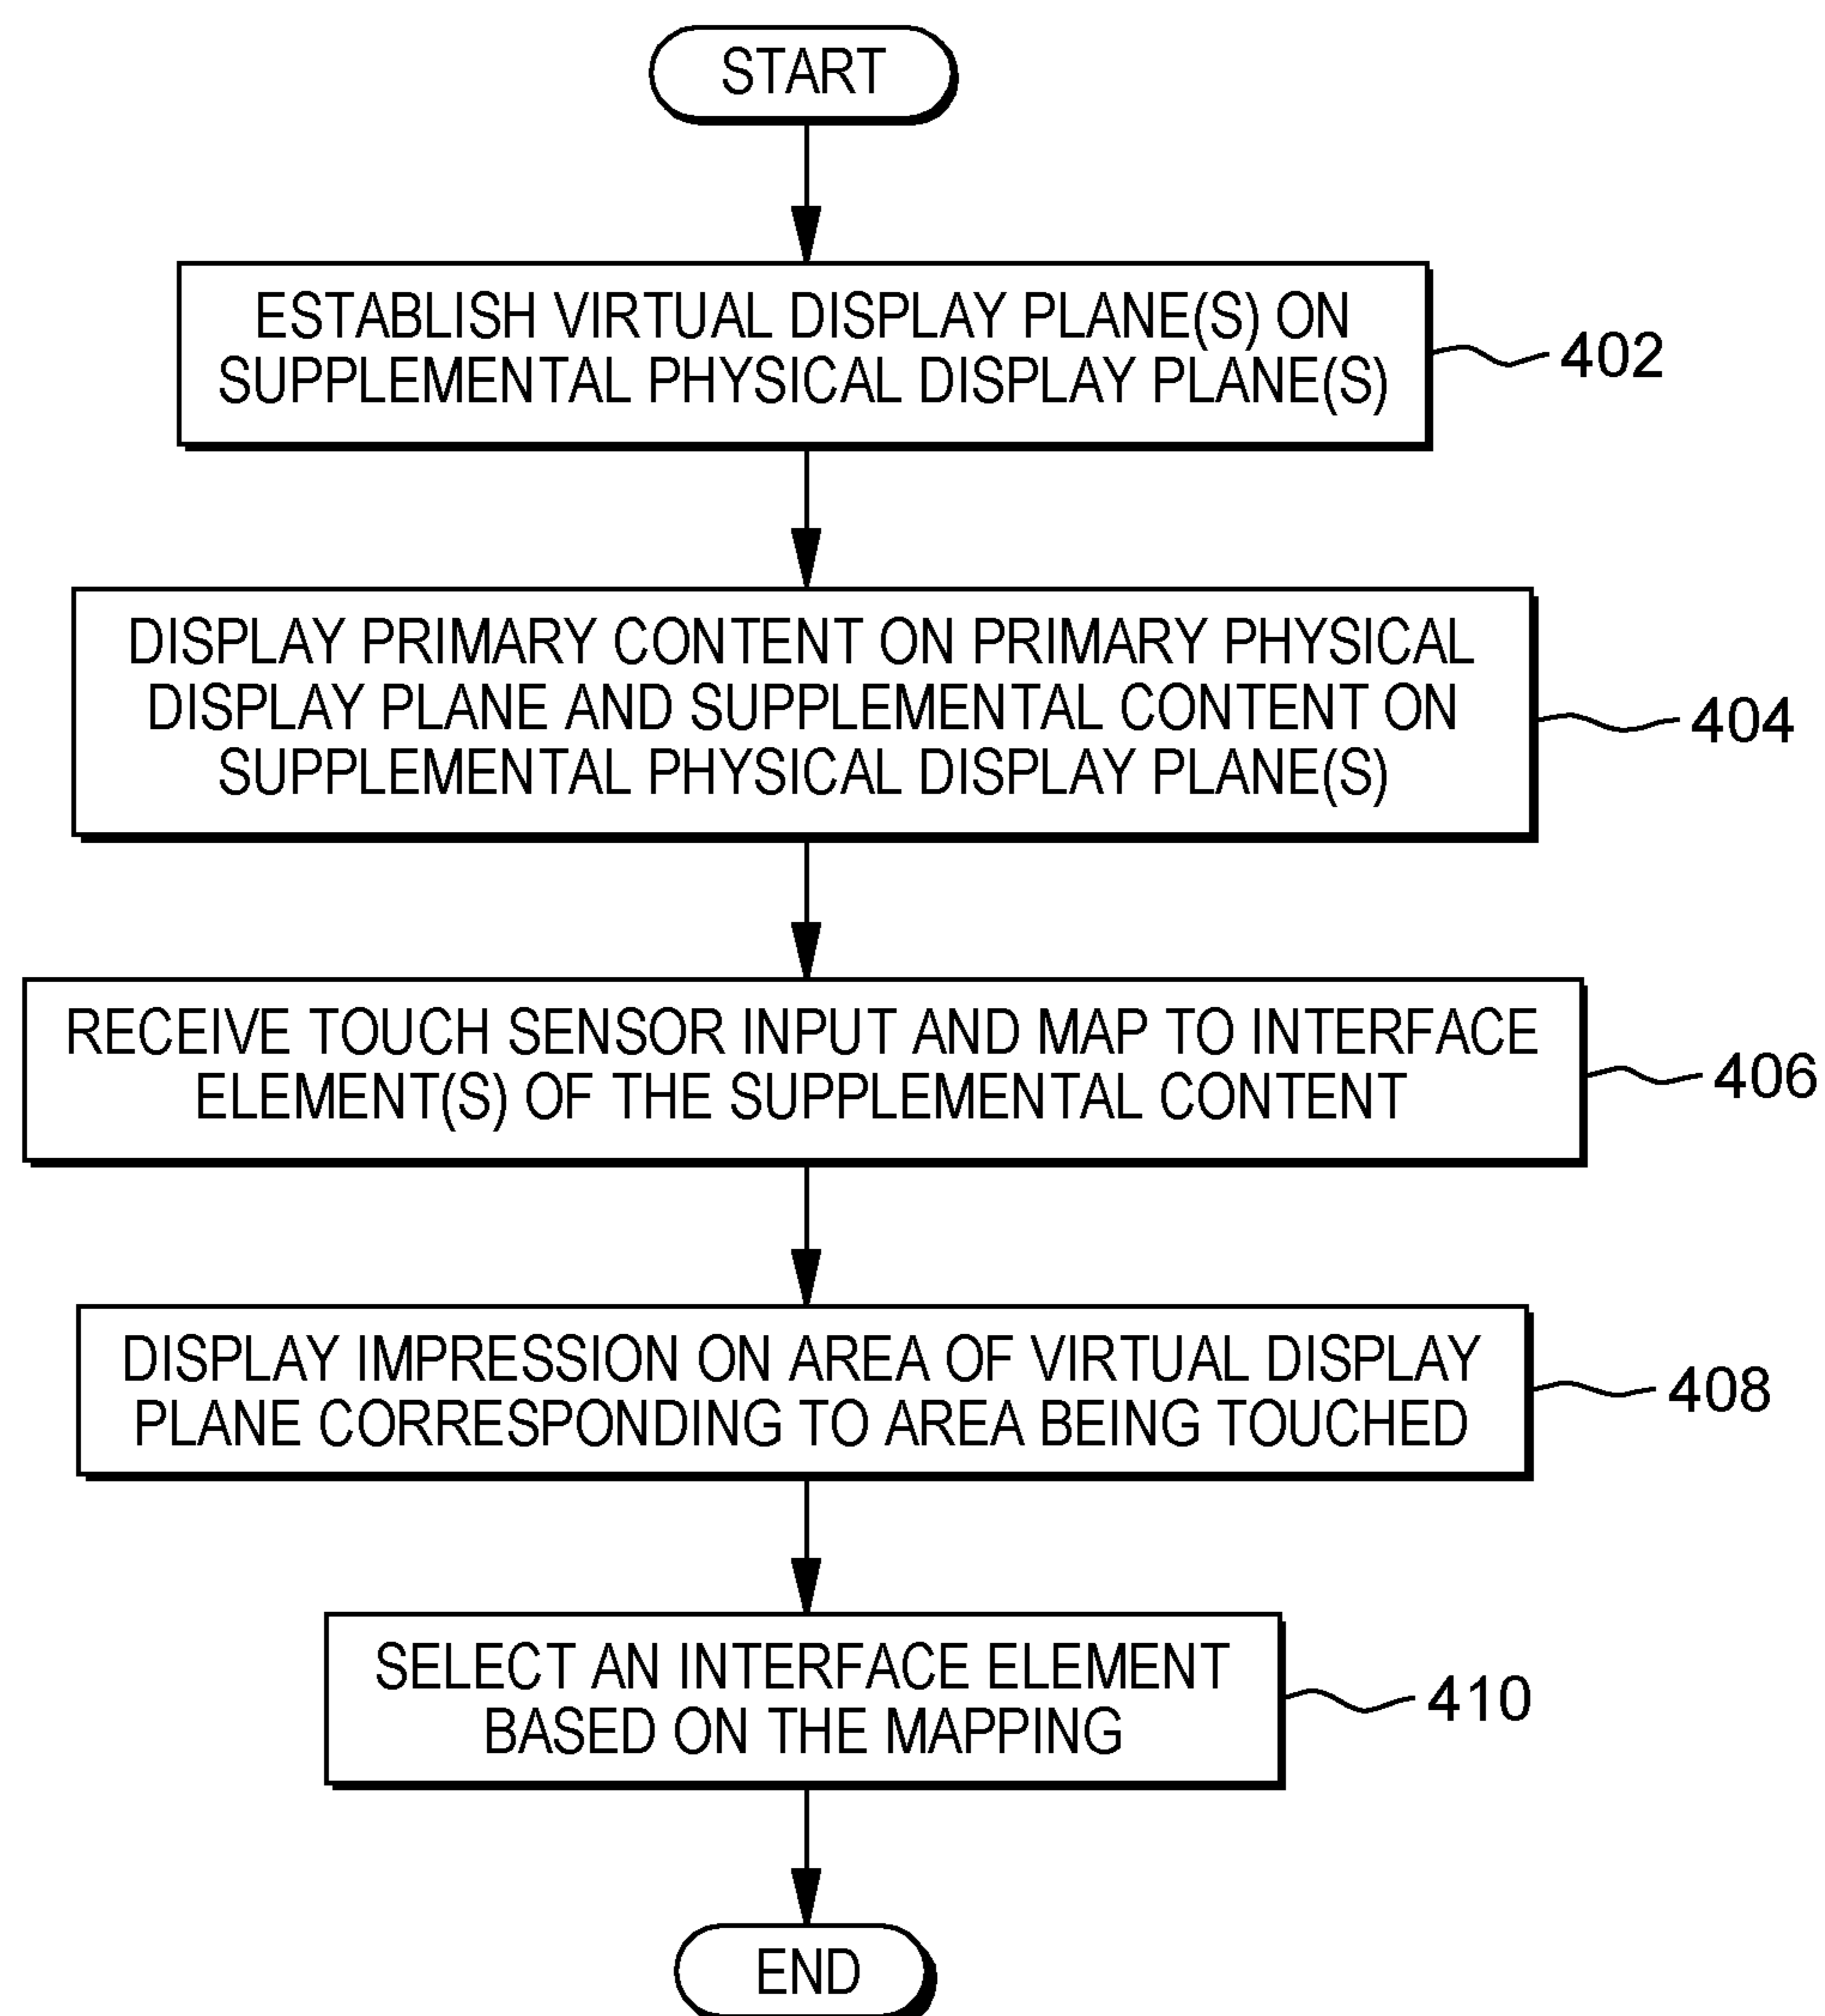 START
ESTABLISH VIRTUAL DISPLAY PLANE(S) ON
SUPPLEMENTAL PHYSICAL DISPLAY PLANE(S)
402
DISPLAY PRIMARY CONTENT ON PRIMARY PHYSICAL
DISPLAY PLANE AND SUPPLEMENTAL CONTENT ON
SUPPLEMENTAL PHYSICAL DISPLAY PLANE(S)
404
RECEIVE TOUCH SENSOR INPUT AND MAP TO INTERFACE
ELEMENT(S) OF THE SUPPLEMENTAL CONTENT
406
DISPLAY IMPRESSION ON AREA OF VIRTUAL DISPLAY
PLANE CORRESPONDING TO AREA BEING TOUCHED
408
SELECT AN INTERFACE ELEMENT
BASED ON THE MAPPING
410
END